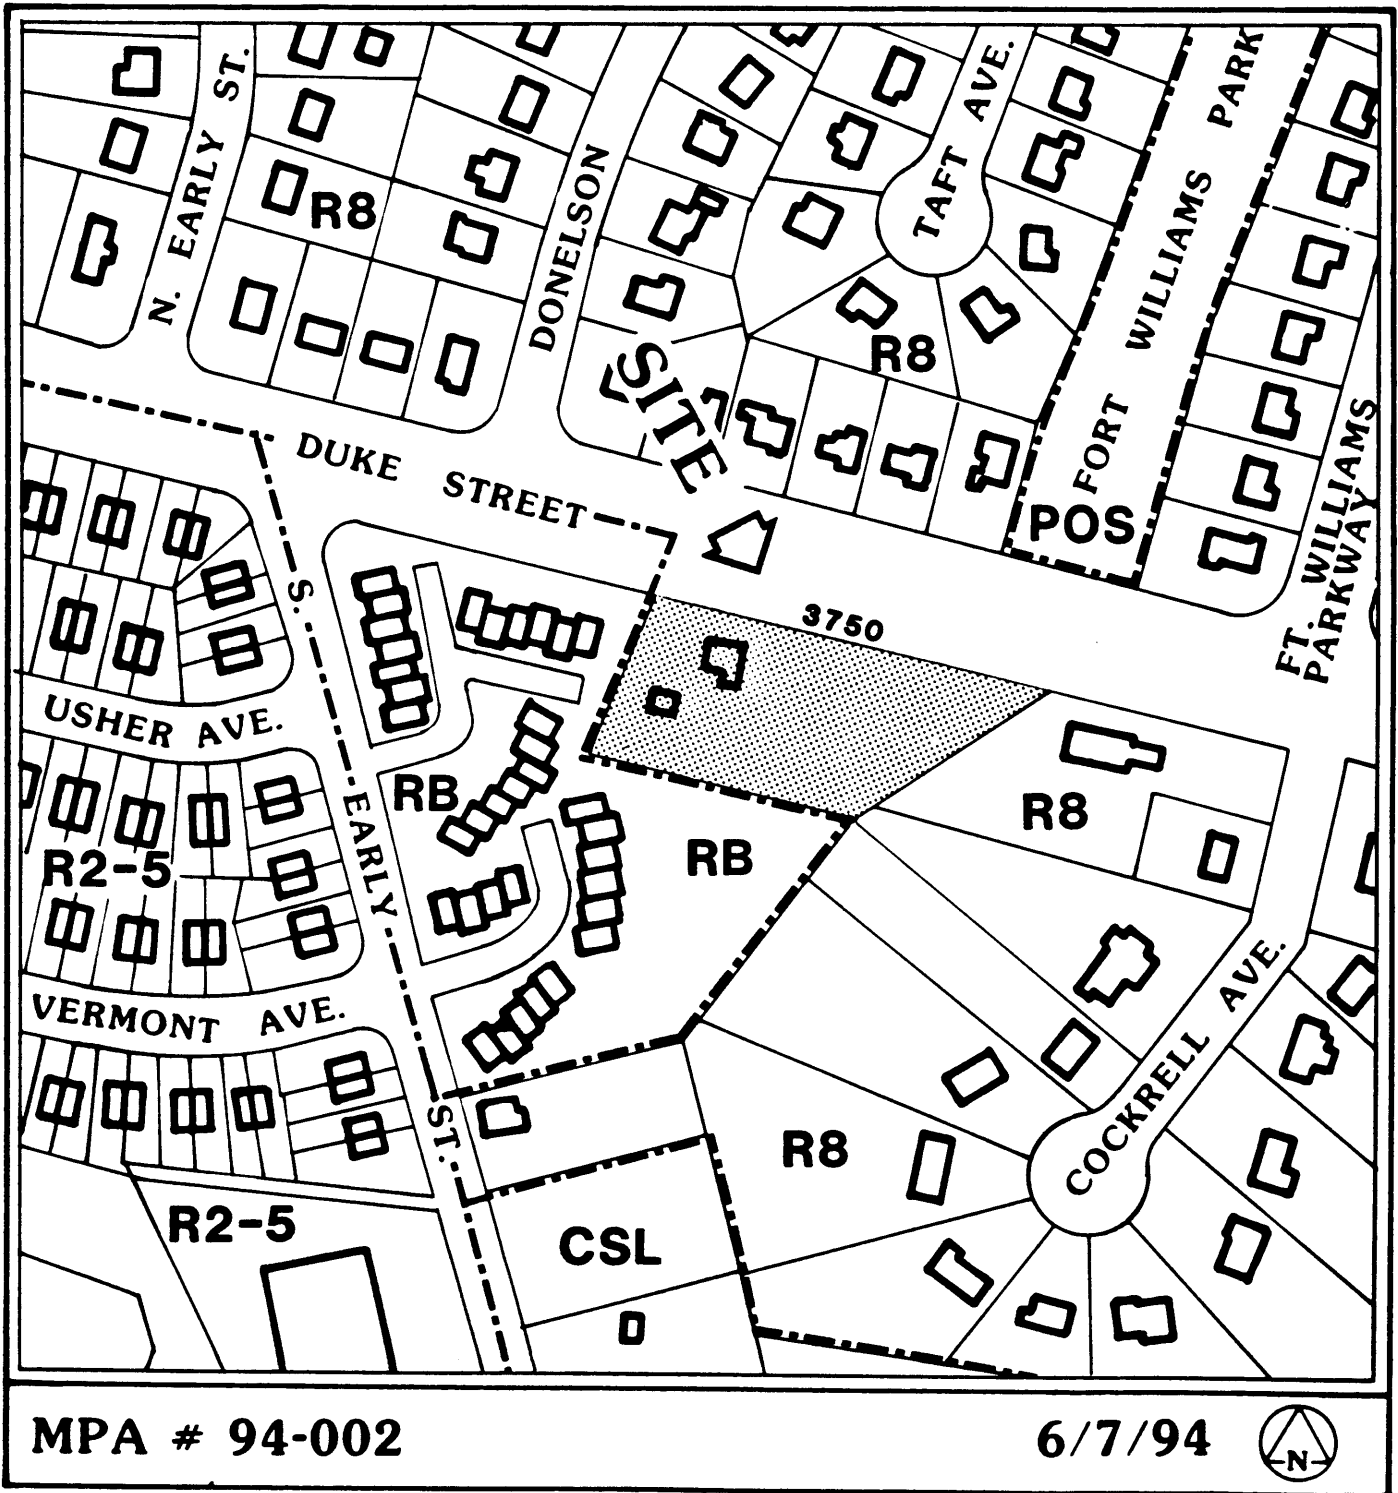 N. EARLY ST.
R8
DONELSON
TAFT AVE.
FORT WILLIAMS PARK
R8
SITE
DUKE STREET
POS
FT. WILLIAMS
PARKWAY
3750
S. EARLY ST.
USHER AVE.
RB
R8
RB
R2-5
VERMONT AVE.
COCKRELL AVE.
R8
R2-5
CSL
MPA # 94-002
6/7/94
N